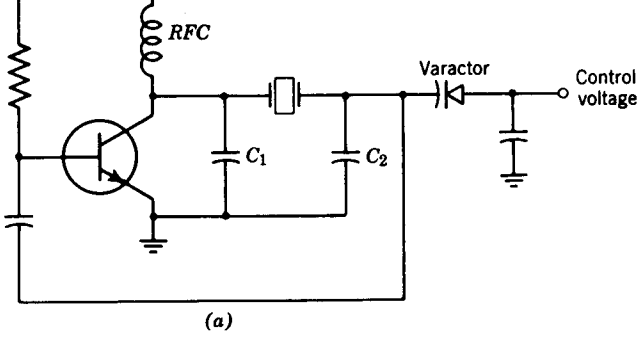 RFC
Varactor
Control
voltage
C1
C2
(a)